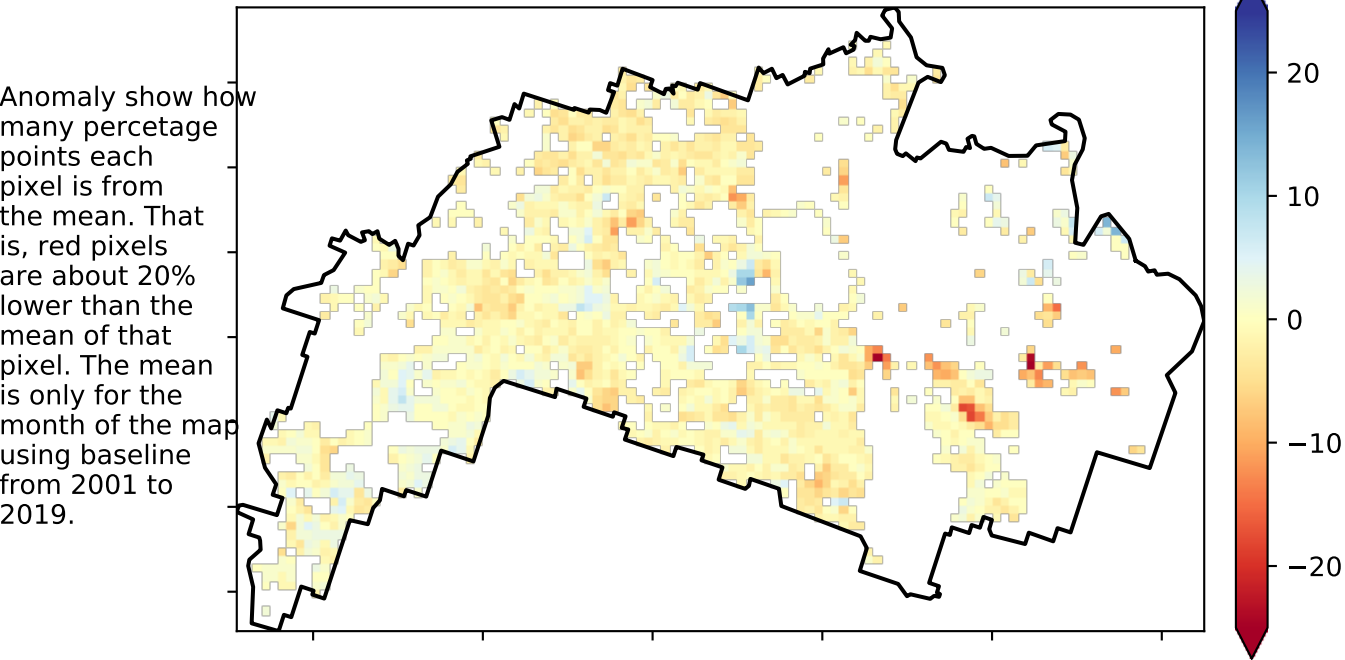 Anomaly show how
many percetage
points each
pixel is from
the mean. That
is, red pixels
are about 20%
lower than the
mean of that
pixel. The mean
is only for the
month of the map
using baseline
from 2001 to
2019.
20
10
0
−10
−20